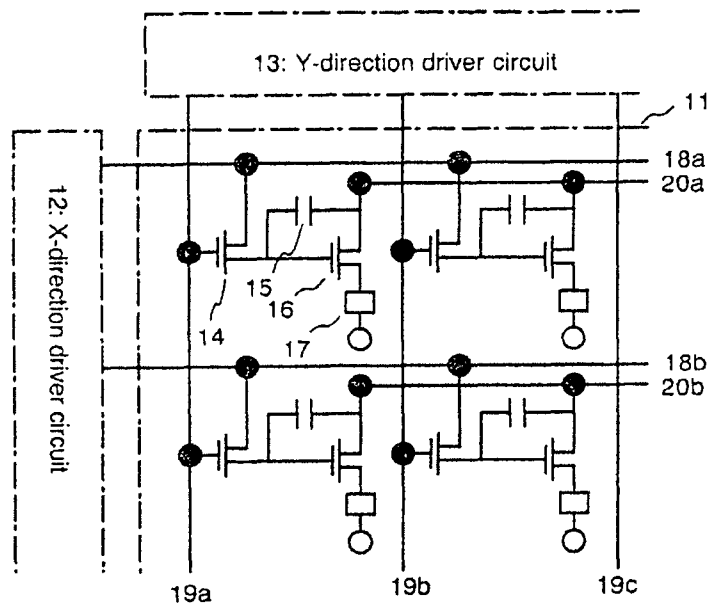 13: Y-direction driver circuit
11
12: X-direction driver circuit
18a
20a
14
15
16
17
18b
20b
19a
19b
19c